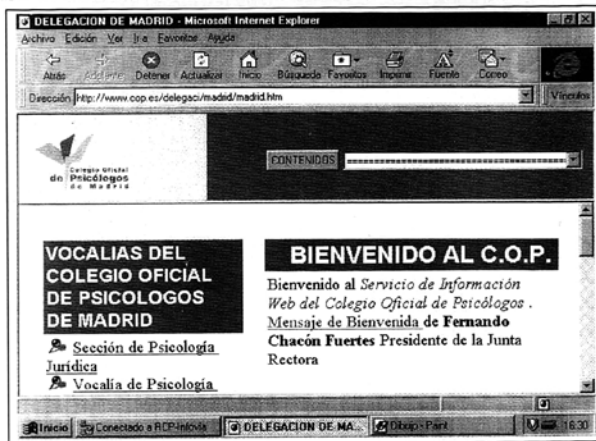 DELEGACION DE MADRID - Microsoft Internet Explorer
Archivo Edición Ver Ir a Favoritos Ayuda
Atrás Adelante Detener Actualizar Inicio Búsqueda Favoritos Imprimir Fuente Correo
Dirección http://www.cop.es/delegaci/madrid/madrid.htm Vínculos
Colegio Oficial
de Psicólogos
de Madrid
CONTENIDOS
VOCALIAS DEL
COLEGIO OFICIAL
DE PSICOLOGOS
DE MADRID
Sección de Psicología
Jurídica
Vocalía de Psicología
BIENVENIDO AL C.O.P.
Bienvenido al Servicio de Información
Web del Colegio Oficial de Psicólogos .
Mensaje de Bienvenida de Fernando
Chacón Fuertes Presidente de la Junta
Rectora
Inicio Conectado a RCP-Infovía DELEGACION DE MA... Dibujo - Paint 16:30